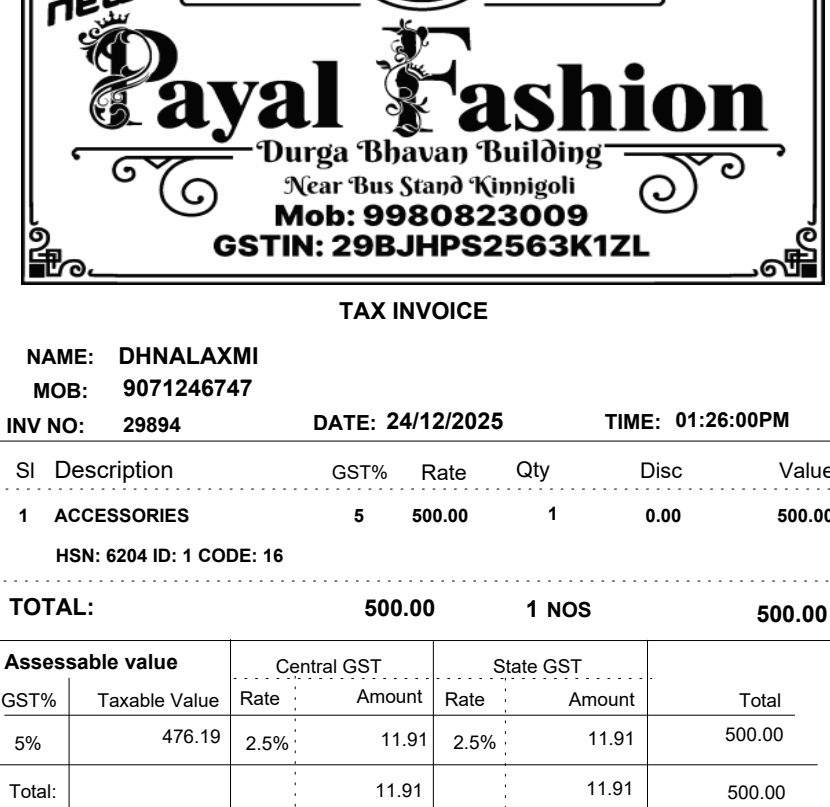 new
Payal Fashion
Durga Bhavan Building
Near Bus Stand Kinnigoli
Mob: 9980823009
GSTIN: 29BJHPS2563K1ZL
TAX INVOICE
NAME: DHNALAXMI
MOB: 9071246747
INV NO: 29894 DATE: 24/12/2025 TIME: 01:26:00PM
Sl Description GST% Rate Qty Disc Value
1 ACCESSORIES 5 500.00 1 0.00 500.00
HSN: 6204 ID: 1 CODE: 16
TOTAL: 500.00 1 NOS 500.00
Assessable value Central GST State GST
GST% Taxable Value Rate Amount Rate Amount Total
5% 476.19 2.5% 11.91 2.5% 11.91 500.00
Total: 11.91 11.91 500.00